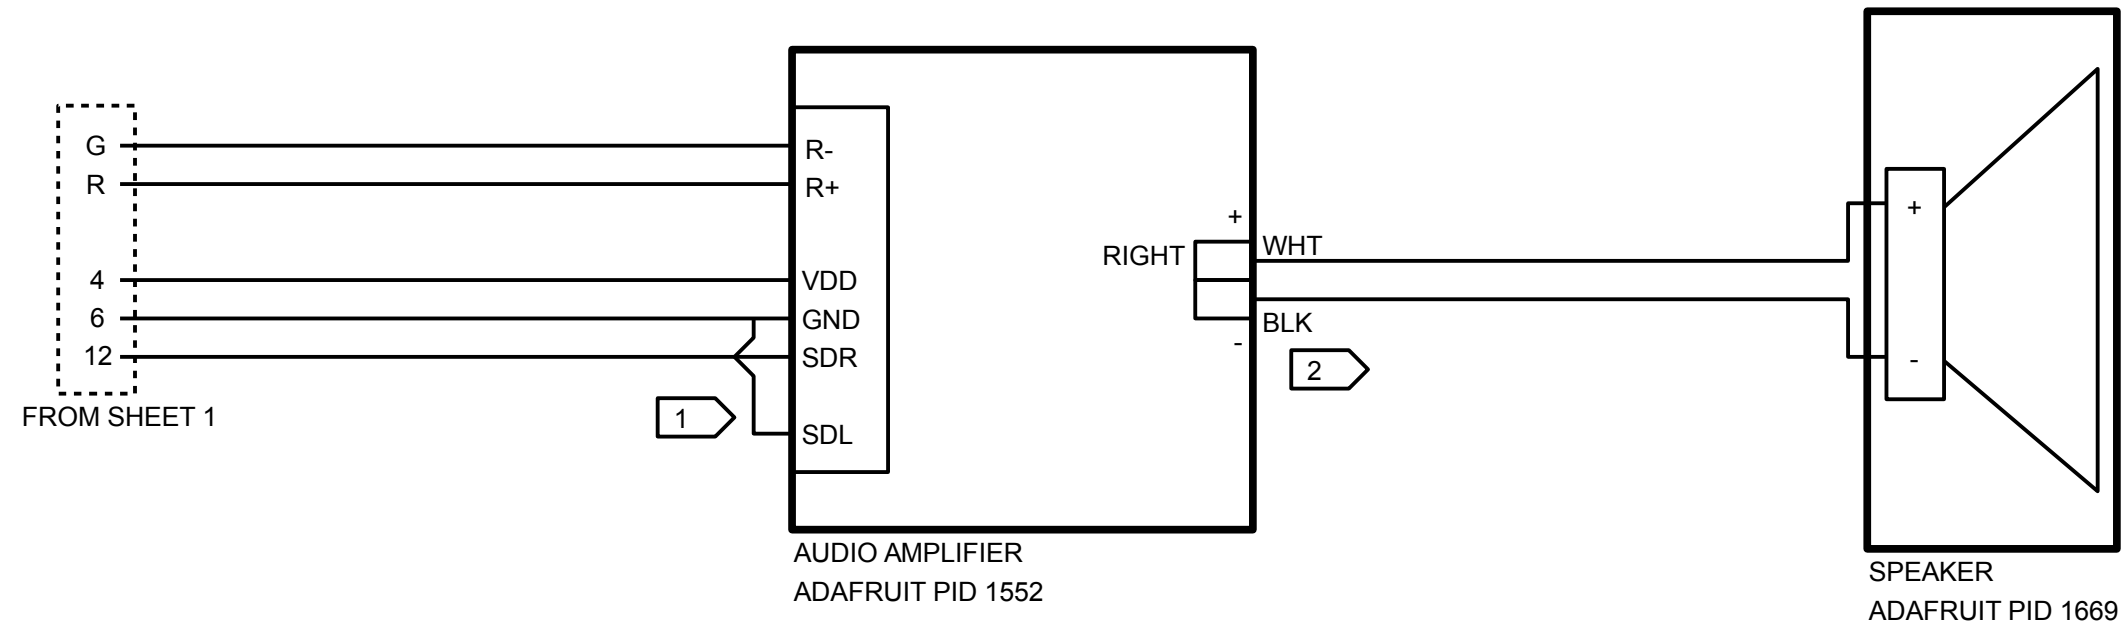 G
R
4
6
12
FROM SHEET 1
1
R-
R+
VDD
GND
SDR
SDL
RIGHT
+
-
AUDIO AMPLIFIER
ADAFRUIT PID 1552
WHT
BLK
2
+
-
SPEAKER
ADAFRUIT PID 1669